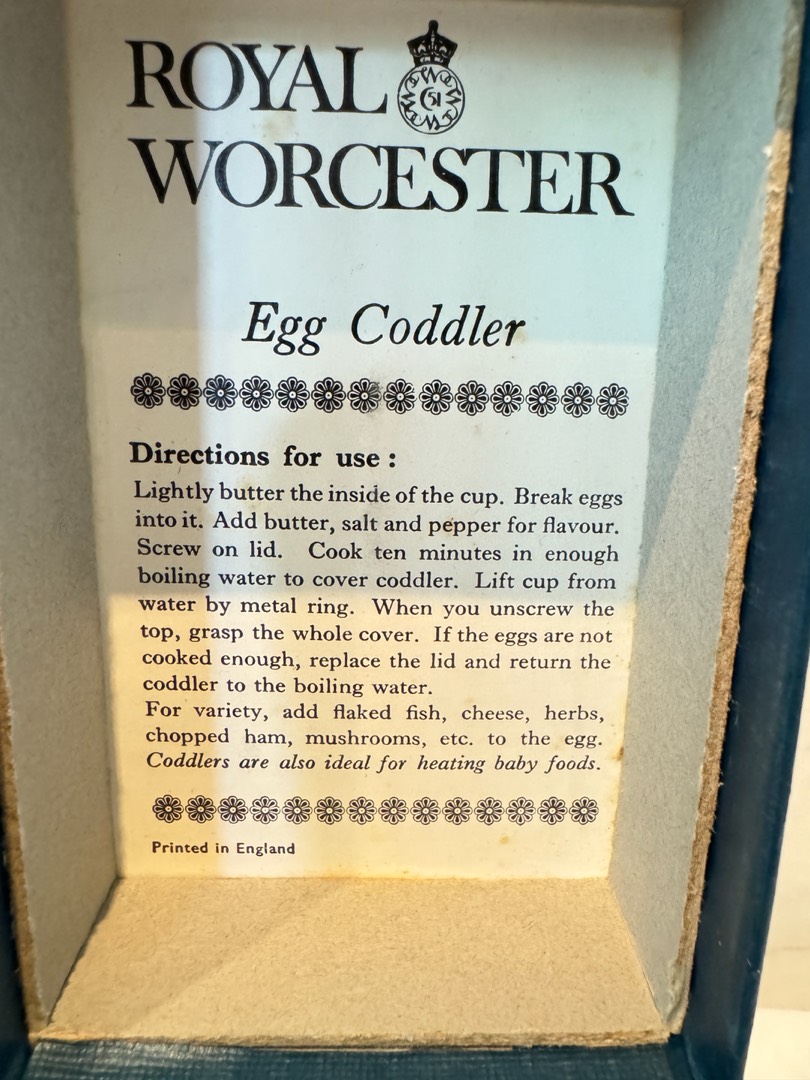 ROYAL
WORCESTER
51
Egg Coddler
Directions for use :
Lightly butter the inside of the cup. Break eggs
into it. Add butter, salt and pepper for flavour.
Screw on lid. Cook ten minutes in enough
boiling water to cover coddler. Lift cup from
water by metal ring. When you unscrew the
top, grasp the whole cover. If the eggs are not
cooked enough, replace the lid and return the
coddler to the boiling water.
For variety, add flaked fish, cheese, herbs,
chopped ham, mushrooms, etc. to the egg.
Coddlers are also ideal for heating baby foods.
Printed in England